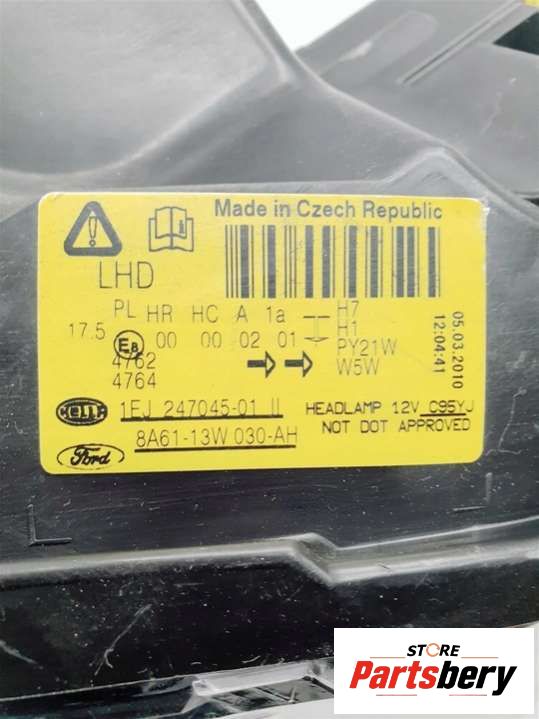 Made in Czech Republic
LHD
PL HR HC A 1a H7
17.5 E8 00 00 02 01 H1
PY21W
4762 W5W
4764
05.03.2010
12:04:41
HELLA 1EJ 247045-01 II HEADLAMP 12V C95YJ
8A61-13W 030-AH NOT DOT APPROVED
Ford
STORE
Partsbery
L